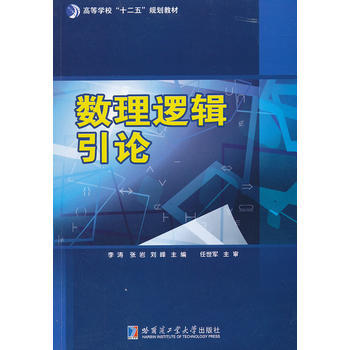 高等学校“十二五”规划教材
数理逻辑
引论
李涛 张岩 刘峰 主编 任世军 主审
哈尔滨工业大学出版社
HARBIN INSTITUTE OF TECHNOLOGY PRESS